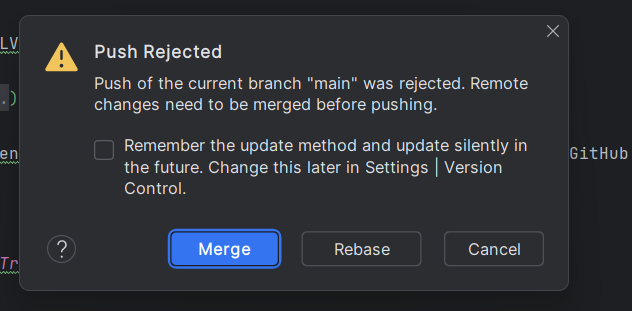 Push Rejected
LV
Push of the current branch "main" was rejected. Remote
changes need to be merged before pushing.
.)
Remember the update method and update silently in
en
the future. Change this later in Settings | Version
GitHub
Control.
?
Merge
Rebase
Cancel
Tr